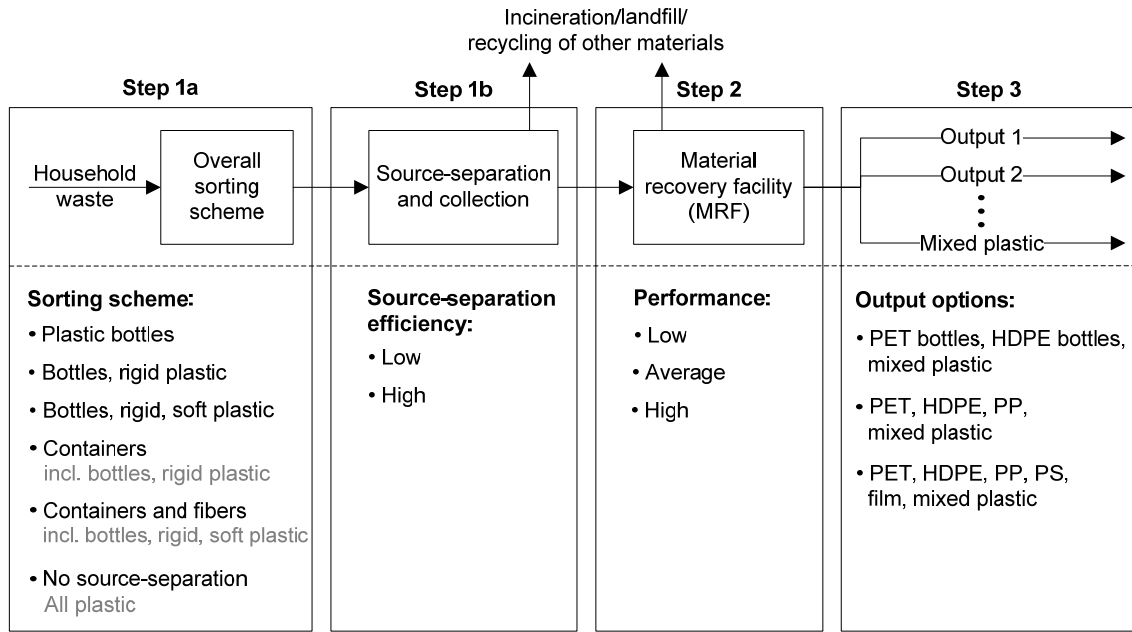 Incineration/landfill/
recycling of other materials
Step 1a
Step 1b
Step 2
Step 3
Household
waste
Overall
sorting
scheme
Source-separation
and collection
Material
recovery facility
(MRF)
Output 1
Output 2
Mixed plastic
Sorting scheme:
• Plastic bottles
• Bottles, rigid plastic
• Bottles, rigid, soft plastic
• Containers
incl. bottles, rigid plastic
• Containers and fibers
incl. bottles, rigid, soft plastic
• No source-separation
All plastic
Source-separation
efficiency:
• Low
• High
Performance:
• Low
• Average
• High
Output options:
• PET bottles, HDPE bottles,
mixed plastic
• PET, HDPE, PP,
mixed plastic
• PET, HDPE, PP, PS,
film, mixed plastic